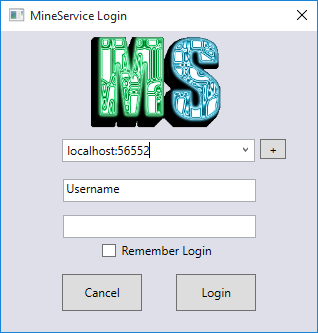 MineService Login
MS
localhost:56552
+
Username
Remember Login
Cancel
Login